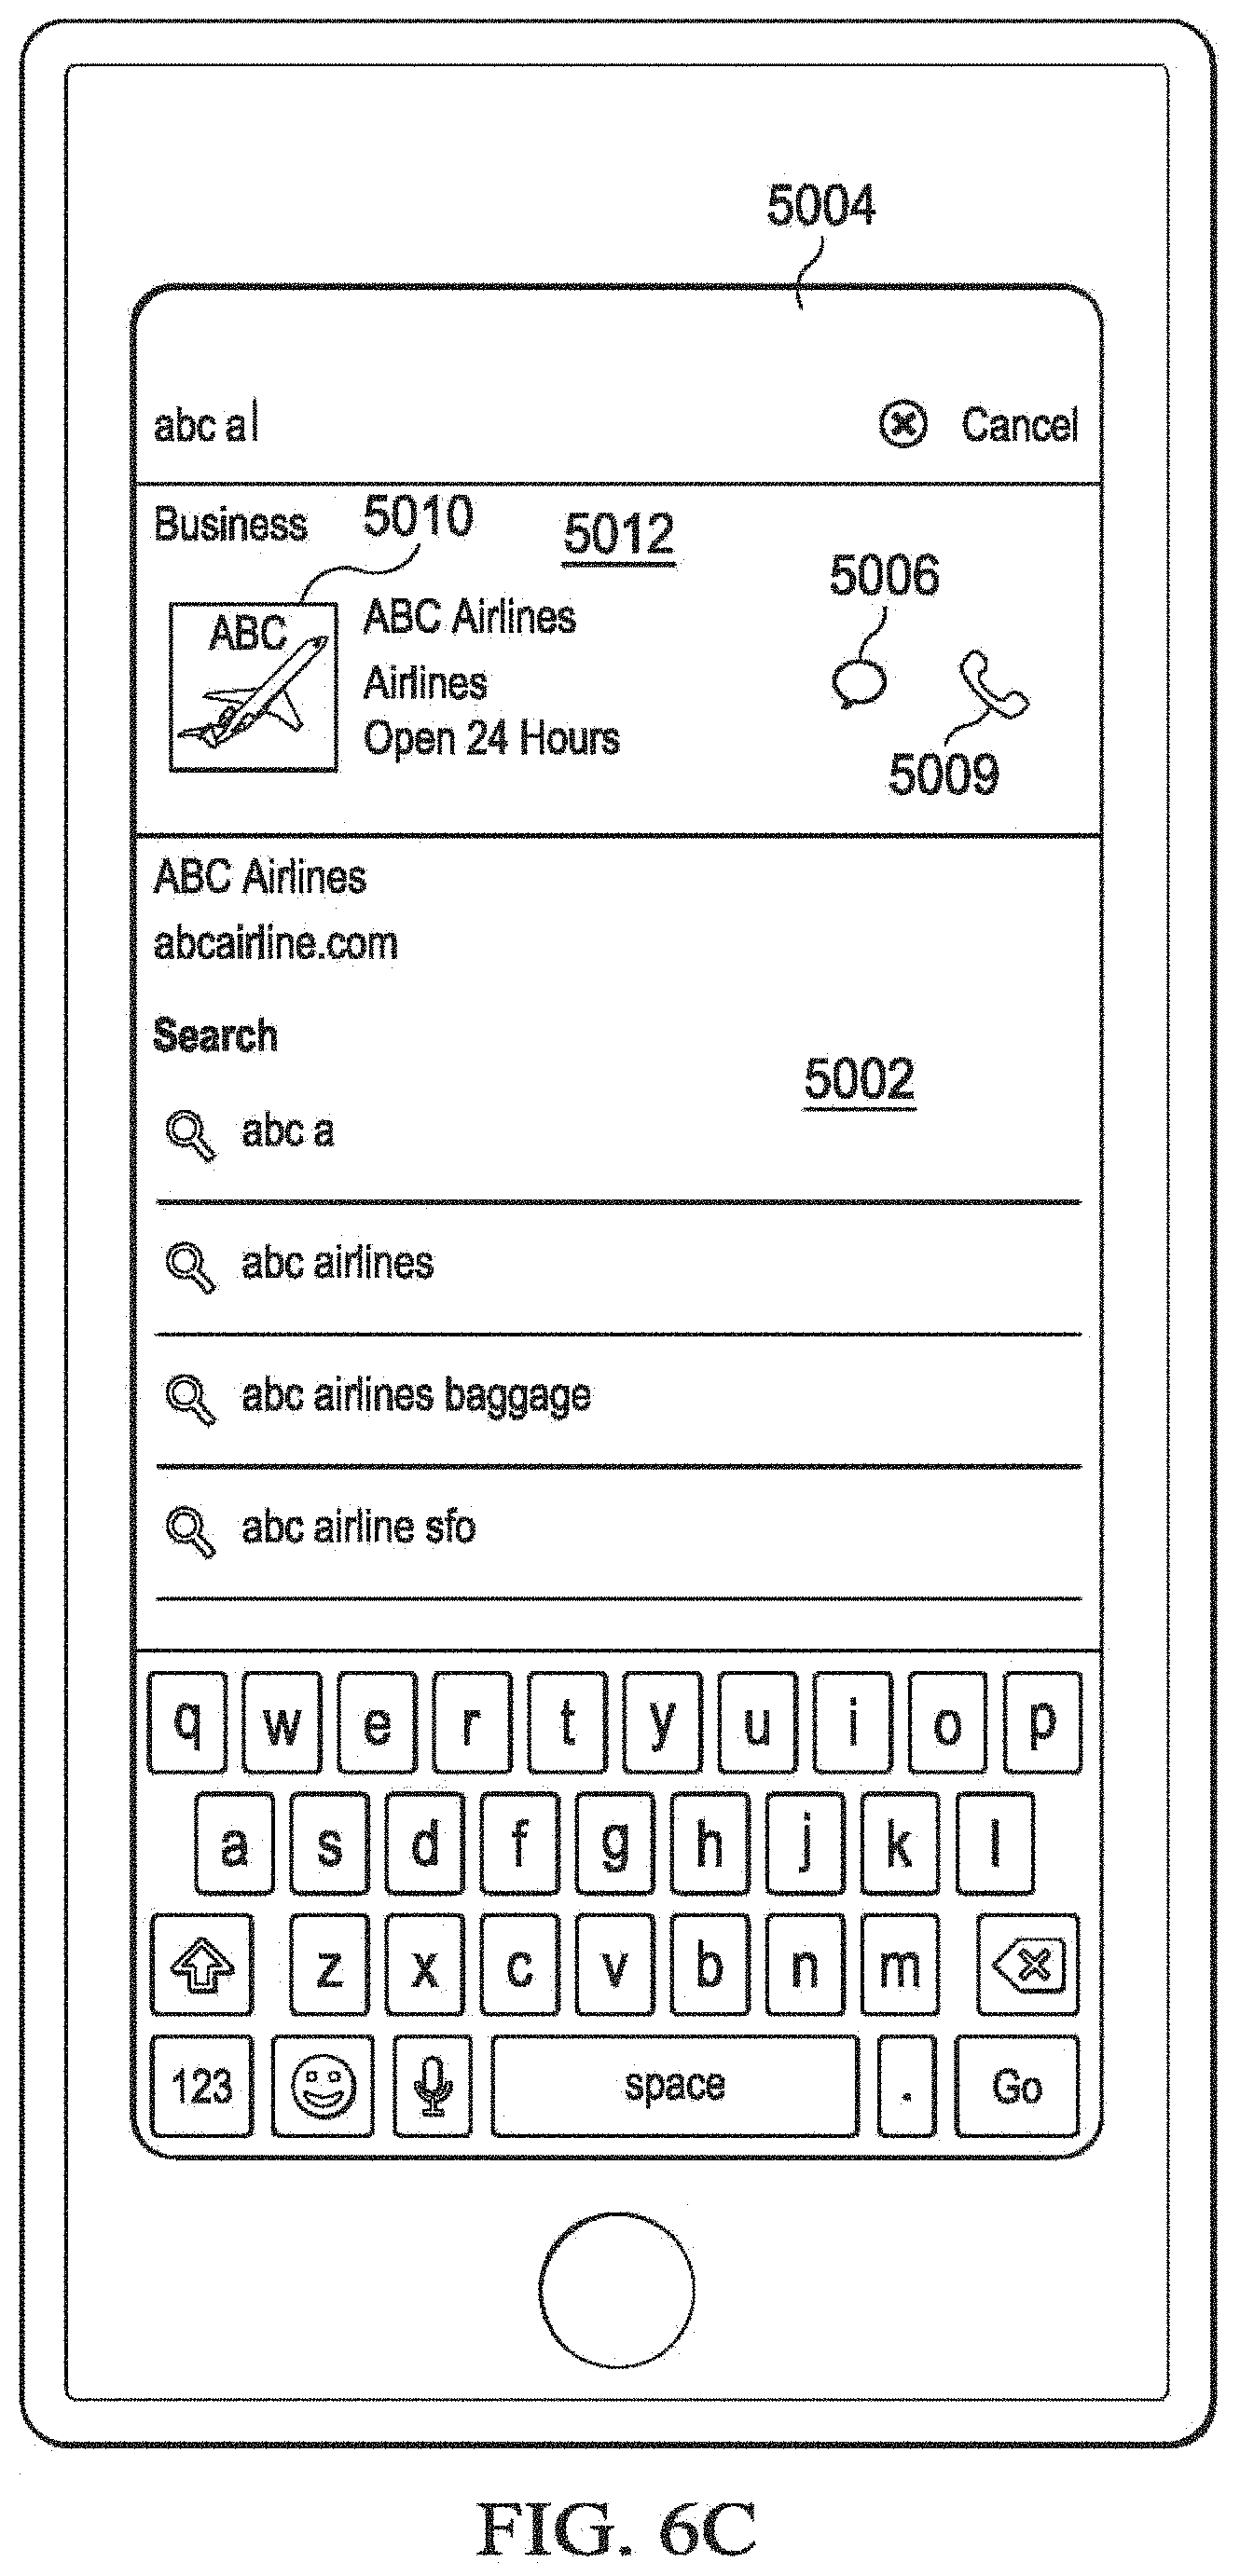 5004
abc a
Cancel
Business
5010
5012
5006
ABC
ABC Airlines
Airlines
Open 24 Hours
5009
ABC Airlines
abcairline.com
Search
5002
abc a
abc airlines
abc airlines baggage
abc airline sfo
q w e r t y u i o p
a s d f g h j k l
z x c v b n m
123 space . Go
FIG. 6C